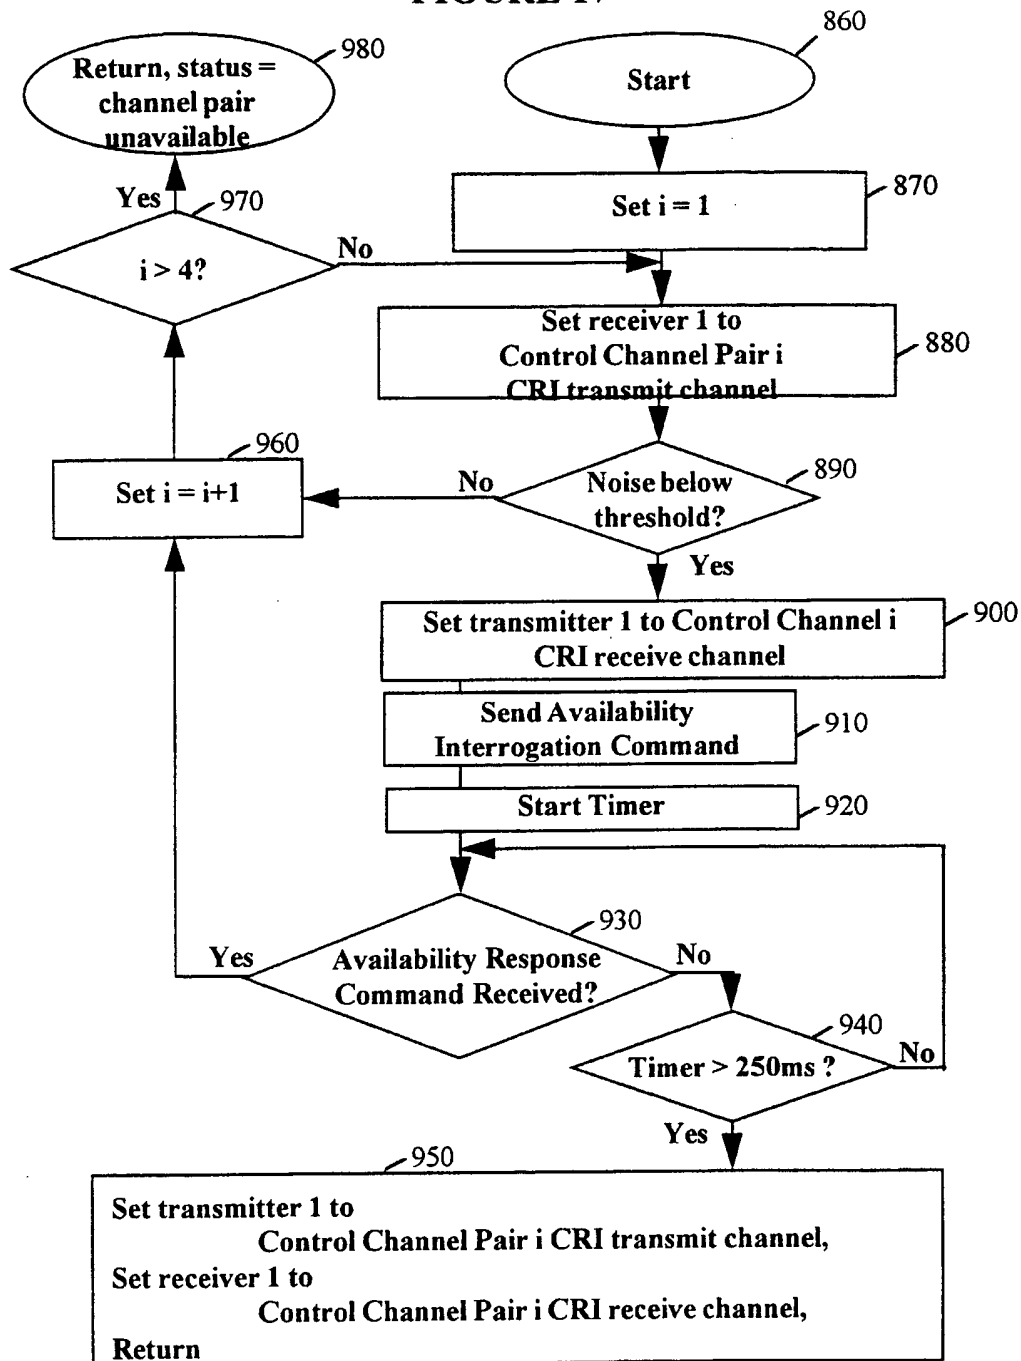 860
980
Return, status =
channel pair
unavailable
Start
Yes
970
870
Set i = 1
No
i > 4?
Set receiver 1 to
Control Channel Pair i
CRI transmit channel
880
960
Set i = i+1
No
Noise below
threshold?
890
Yes
Set transmitter 1 to Control Channel i
CRI receive channel
900
Send Availability
Interrogation Command
910
Start Timer
920
930
Yes
Availability Response
Command Received?
No
940
Timer > 250ms ?
No
Yes
950
Set transmitter 1 to
Control Channel Pair i CRI transmit channel,
Set receiver 1 to
Control Channel Pair i CRI receive channel,
Return